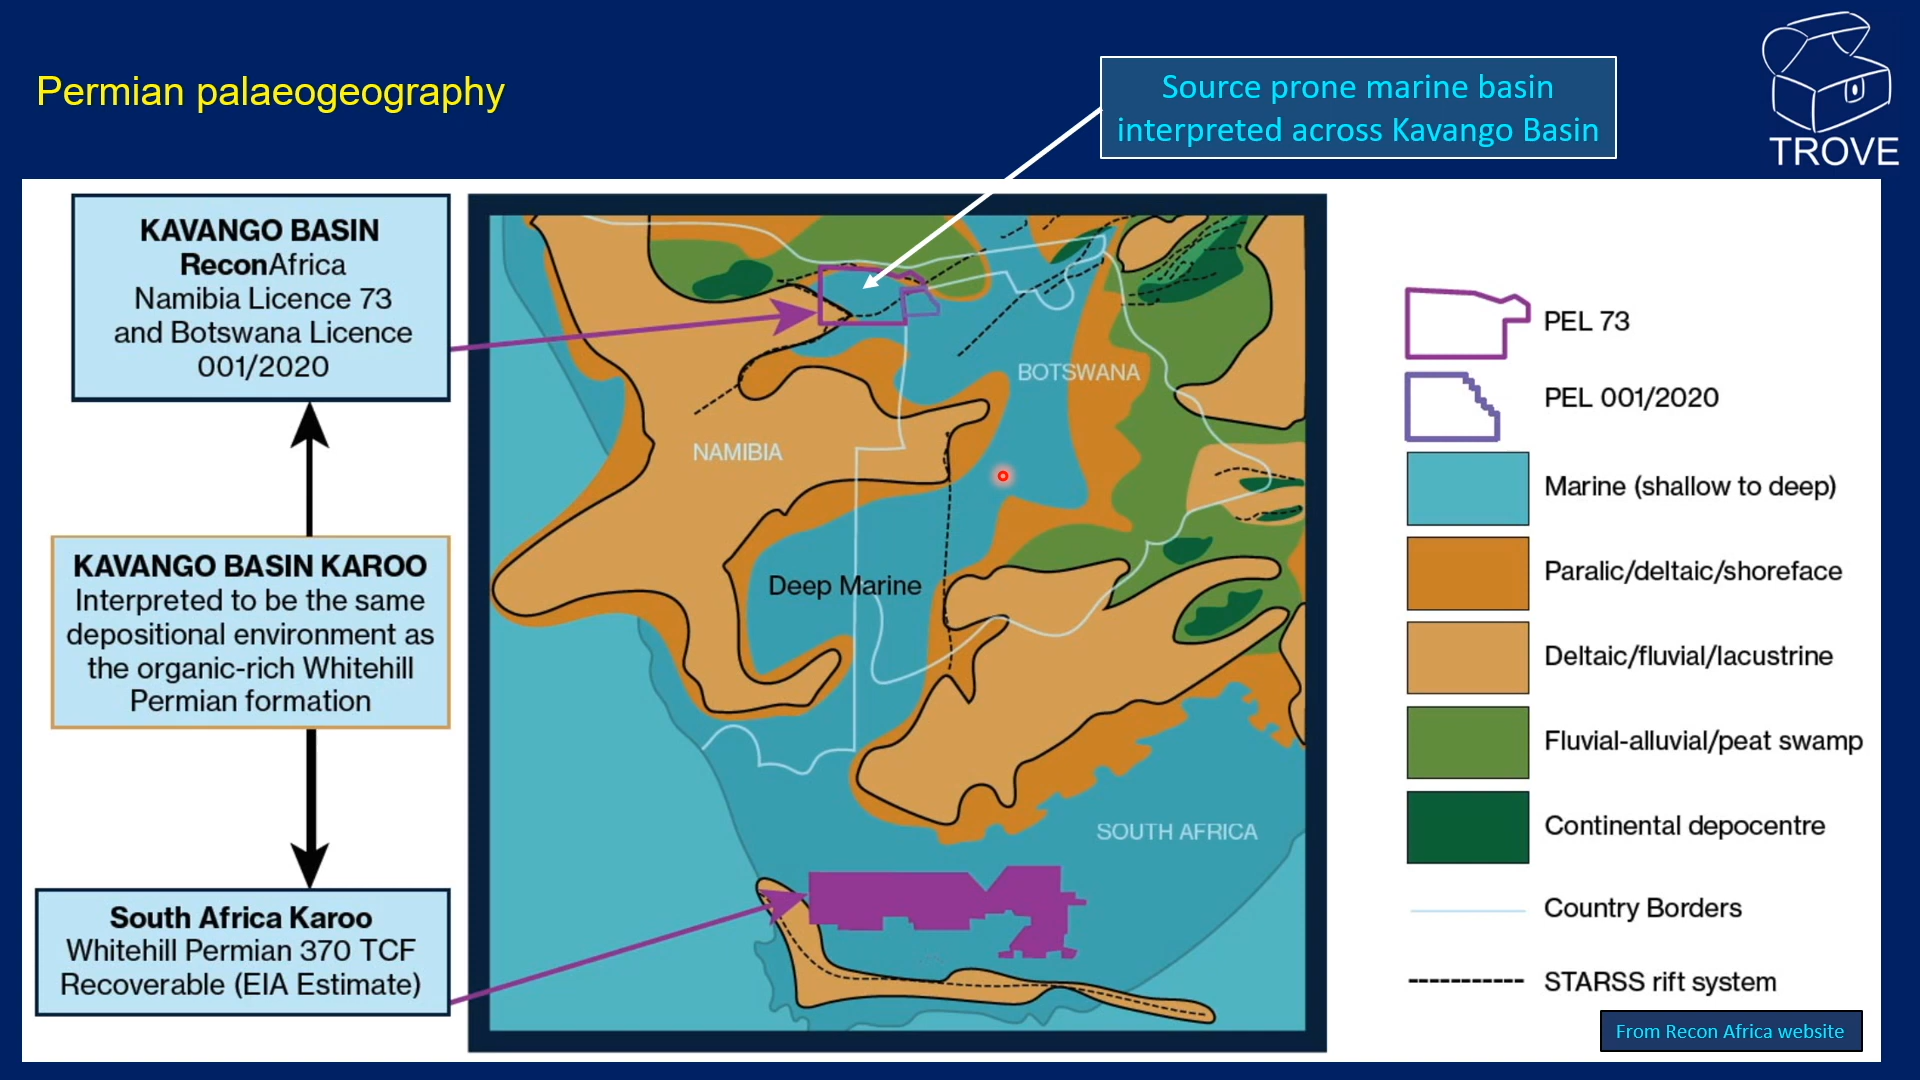 Permian palaeogeography
Source prone marine basin
interpreted across Kavango Basin
TROVE
KAVANGO BASIN
ReconAfrica
Namibia Licence 73
and Botswana Licence
001/2020
KAVANGO BASIN KAROO
Interpreted to be the same
depositional environment as
the organic-rich Whitehill
Permian formation
South Africa Karoo
Whitehill Permian 370 TCF
Recoverable (EIA Estimate)
BOTSWANA
NAMIBIA
Deep Marine
SOUTH AFRICA
PEL 73
PEL 001/2020
Marine (shallow to deep)
Paralic/deltaic/shoreface
Deltaic/fluvial/lacustrine
Fluvial-alluvial/peat swamp
Continental depocentre
Country Borders
STARSS rift system
From Recon Africa website